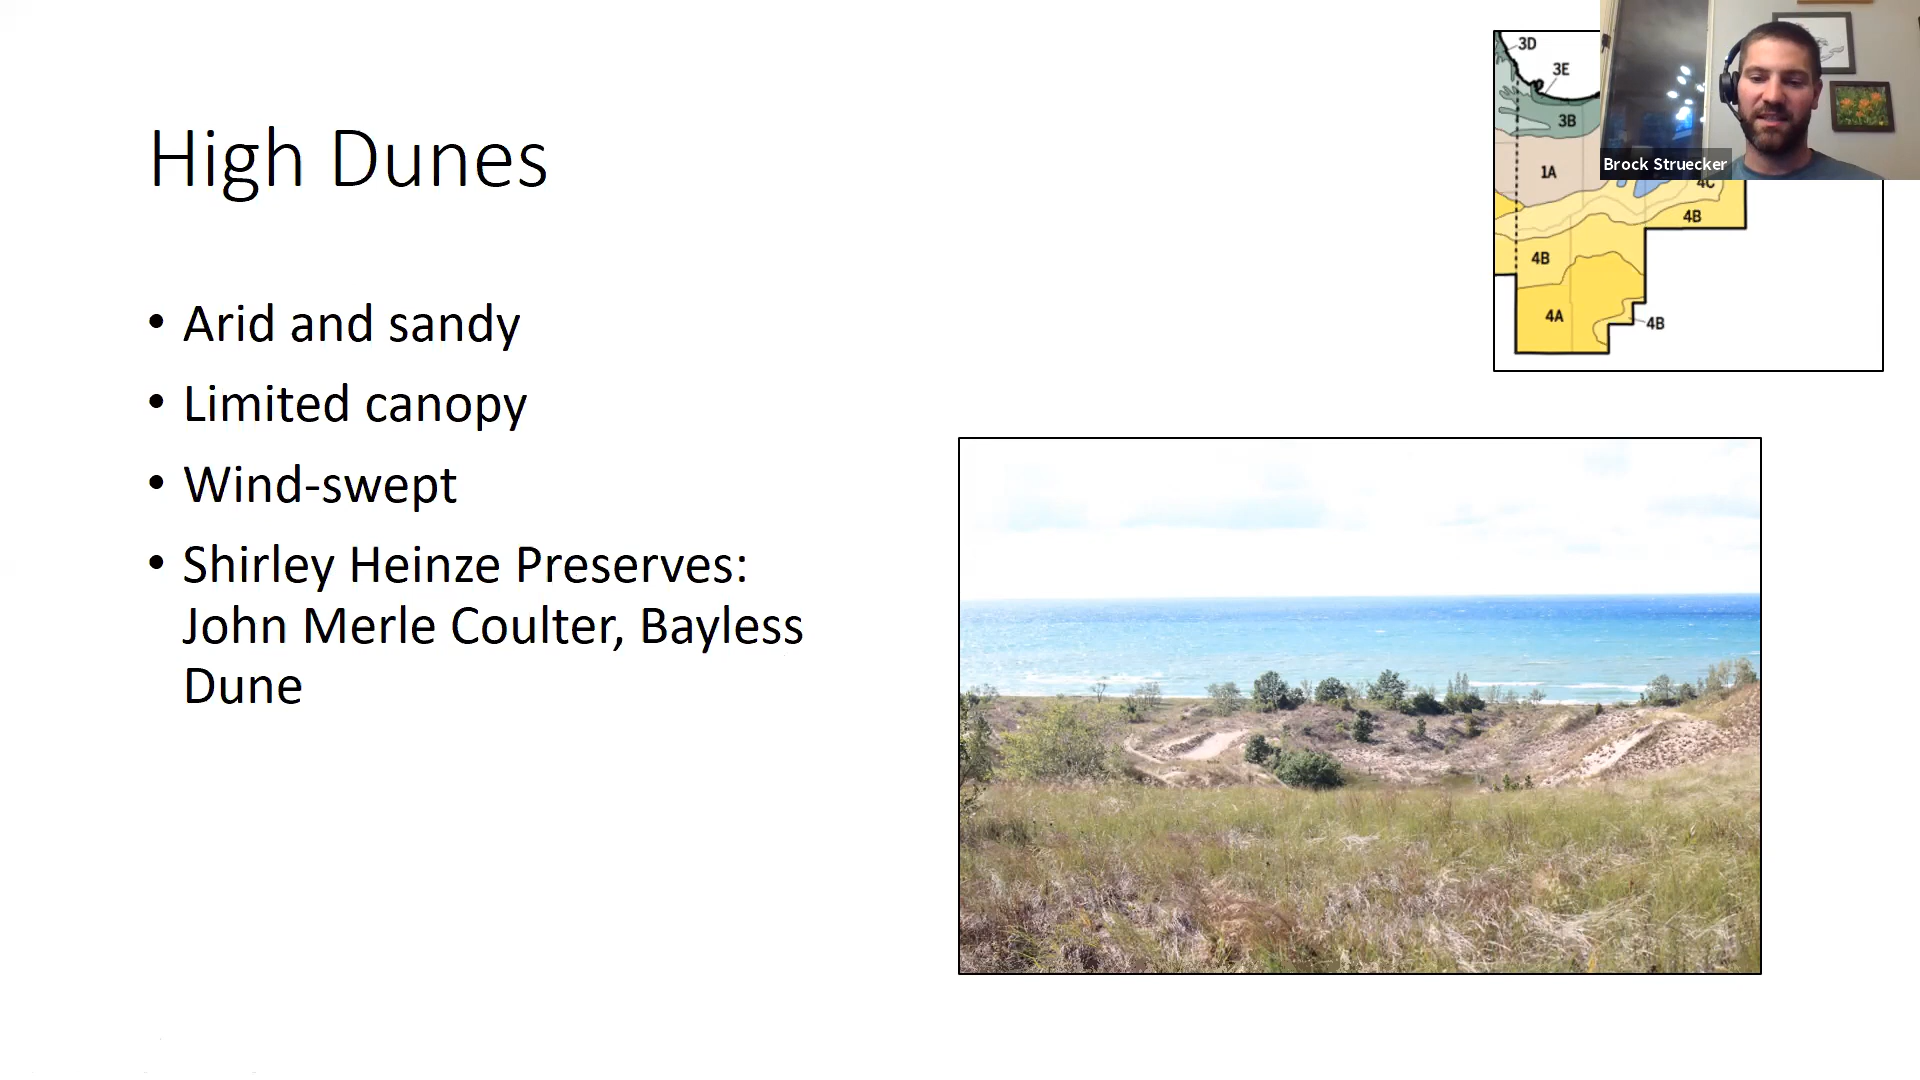 High Dunes
• Arid and sandy
• Limited canopy
• Wind-swept
• Shirley Heinze Preserves:
John Merle Coulter, Bayless
Dune
3D
3E
3B
1A
4C
4B
4B
4A
4B
Brock Struecker